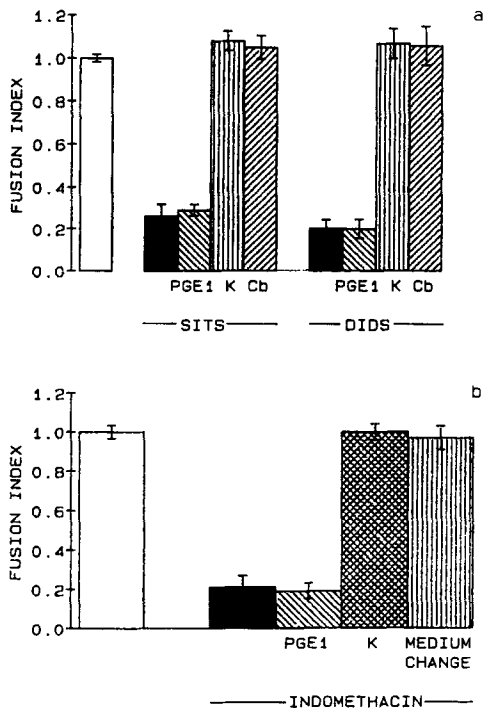 a
FUSION INDEX
1.2
1.0
0.8
0.6
0.4
0.2
0.0
PGE1 K Cb PGE1 K Cb
SITS DIDS
b
FUSION INDEX
1.2
1.0
0.8
0.6
0.4
0.2
0.0
PGE1 K MEDIUM
CHANGE
INDOMETHACIN